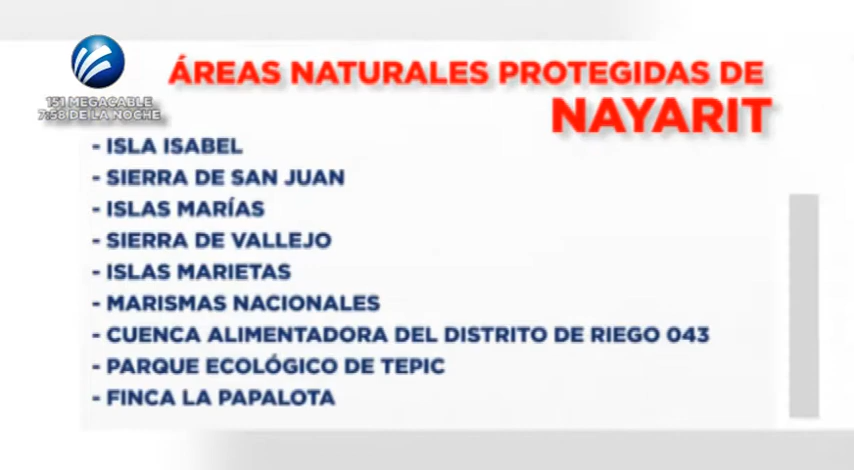 151 MEGACABLE
7:58 DE LA NOCHE
ÁREAS NATURALES PROTEGIDAS DE
NAYARIT
- ISLA ISABEL
- SIERRA DE SAN JUAN
- ISLAS MARÍAS
- SIERRA DE VALLEJO
- ISLAS MARIETAS
- MARISMAS NACIONALES
- CUENCA ALIMENTADORA DEL DISTRITO DE RIEGO 043
- PARQUE ECOLÓGICO DE TEPIC
- FINCA LA PAPALOTA